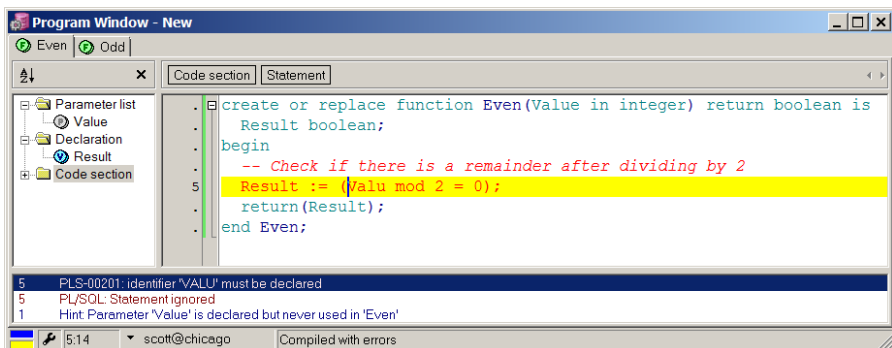 Program Window - New
Even Odd
Code section Statement
Parameter list
Value
Declaration
Result
Code section
create or replace function Even(Value in integer) return boolean is
Result boolean;
begin
-- Check if there is a remainder after dividing by 2
5 Result := (Valu mod 2 = 0);
return(Result);
end Even;
5 PLS-00201: identifier 'VALU' must be declared
5 PL/SQL: Statement ignored
1 Hint: Parameter 'Value' is declared but never used in 'Even'
5:14 scott@chicago Compiled with errors